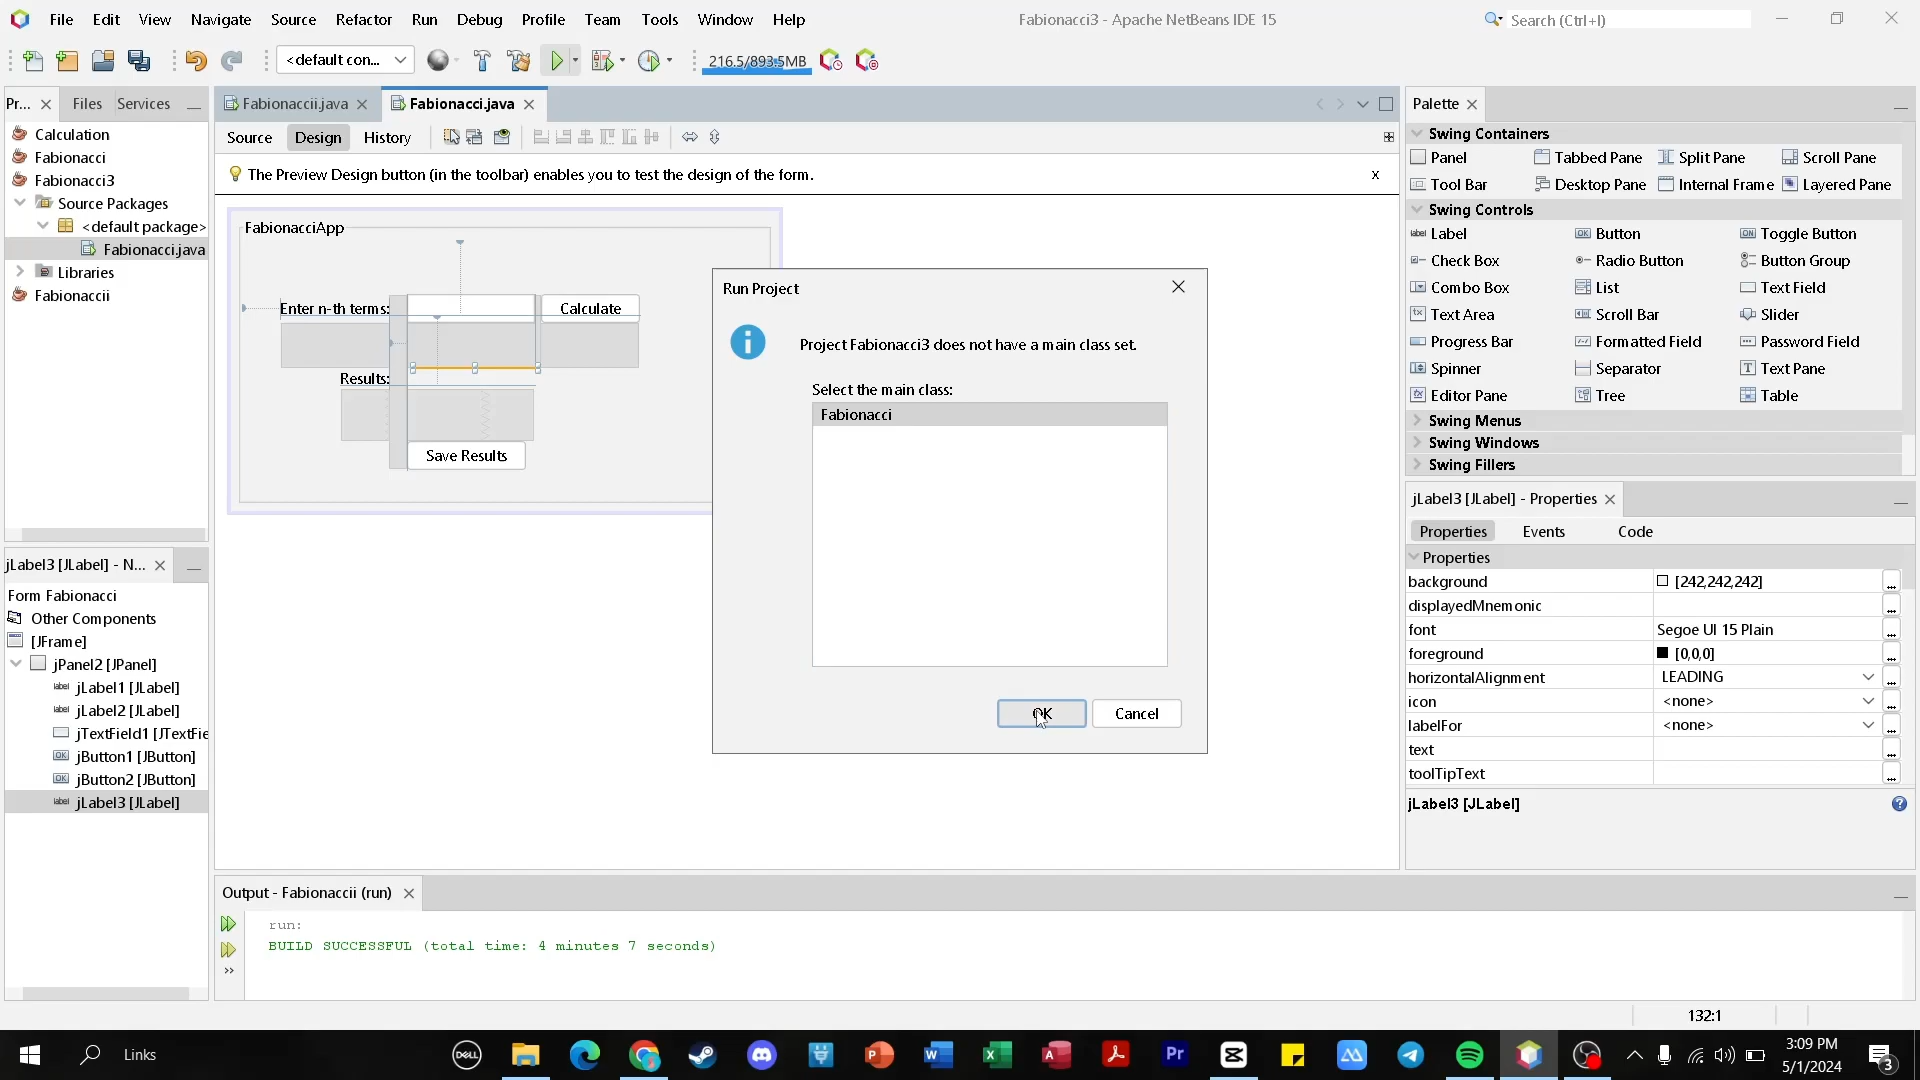 File Edit View Navigate Source Refactor Run Debug Profile Team Tools Window Help
Fabionacci3 - Apache NetBeans IDE 15
Search (Ctrl+I)
<default con...
216.5/893.5MB
Pr...
Files
Services
Calculation
Fabionacci
Fabionacci3
Source Packages
<default package>
Fabionacci.java
Libraries
Fabionaccii
Fabionaccii.java
Fabionacci.java
Source
Design
History
The Preview Design button (in the toolbar) enables you to test the design of the form.
x
FabionacciApp
Enter n-th terms:
Calculate
Results:
Save Results
Run Project
Project Fabionacci3 does not have a main class set.
Select the main class:
Fabionacci
OK
Cancel
Palette
Swing Containers
Panel Tabbed Pane Split Pane Scroll Pane
Tool Bar Desktop Pane Internal Frame Layered Pane
Swing Controls
Label Button Toggle Button
Check Box Radio Button Button Group
Combo Box List Text Field
Text Area Scroll Bar Slider
Progress Bar Formatted Field Password Field
Spinner Separator Text Pane
Editor Pane Tree Table
Swing Menus
Swing Windows
Swing Fillers
jLabel3 [JLabel] - Properties
Properties Events Code
Properties
background [242,242,242] ...
displayedMnemonic ...
font Segoe UI 15 Plain ...
foreground [0,0,0] ...
horizontalAlignment LEADING ...
icon <none> ...
labelFor <none> ...
text ...
toolTipText ...
jLabel3 [JLabel]
jLabel3 [JLabel] - N...
Form Fabionacci
Other Components
[JFrame]
jPanel2 [JPanel]
label jLabel1 [JLabel]
label jLabel2 [JLabel]
jTextField1 [JTextFie
OK jButton1 [JButton]
OK jButton2 [JButton]
label jLabel3 [JLabel]
Output - Fabionaccii (run)
run:
BUILD SUCCESSFUL (total time: 4 minutes 7 seconds)
132:1
Links
DELL
3:09 PM
5/1/2024
3